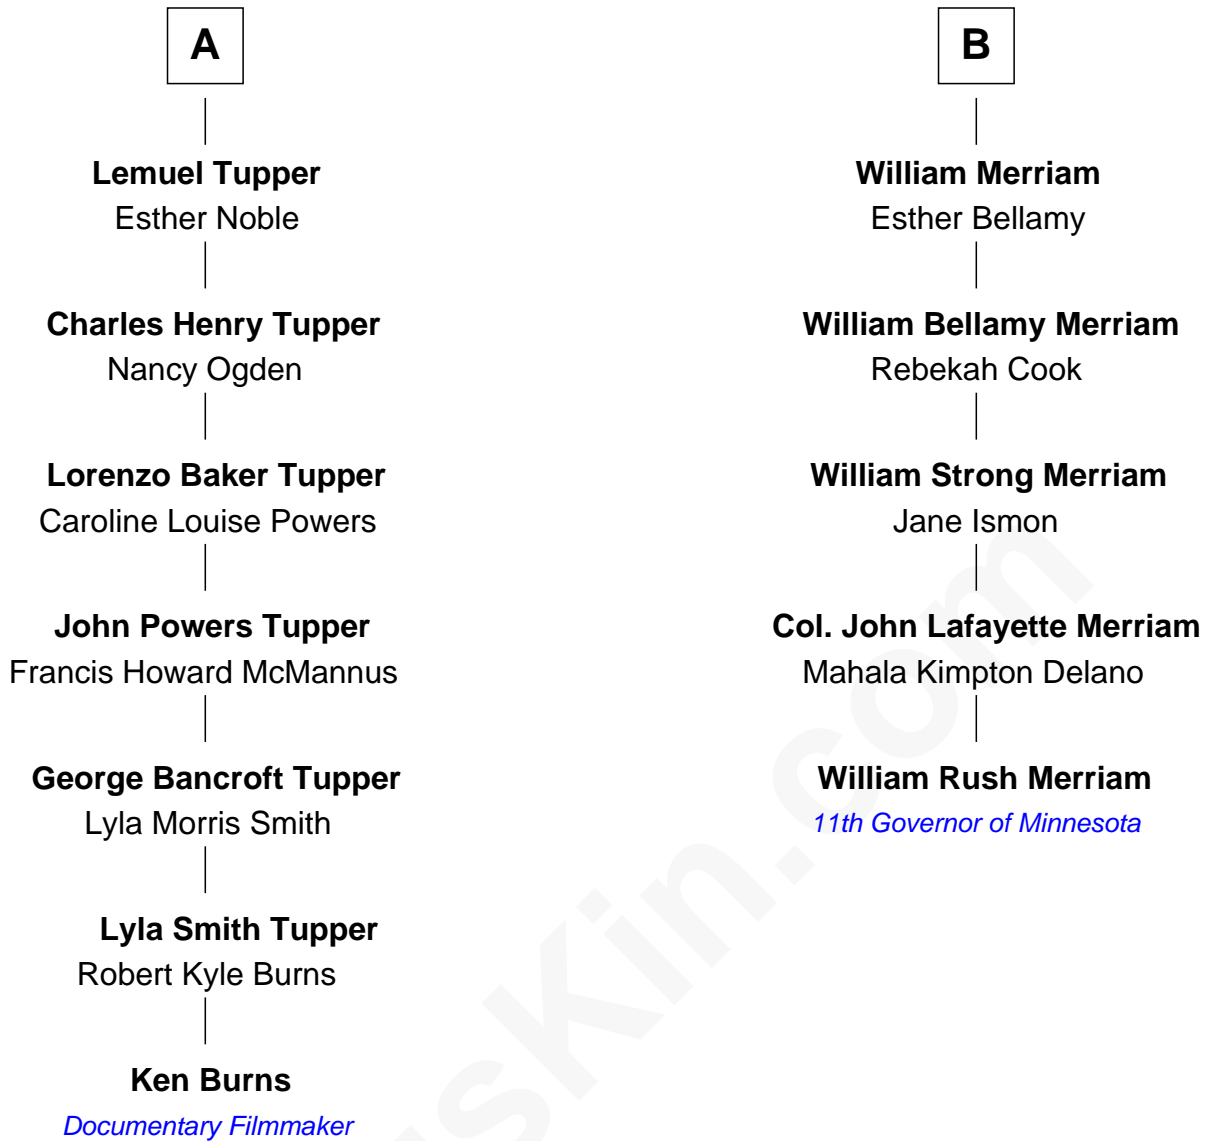 A
Lemuel Tupper
Esther Noble
Charles Henry Tupper
Nancy Ogden
Lorenzo Baker Tupper
Caroline Louise Powers
John Powers Tupper
Francis Howard McMannus
George Bancroft Tupper
Lyla Morris Smith
Lyla Smith Tupper
Robert Kyle Burns
Ken Burns
Documentary Filmmaker
B
William Merriam
Esther Bellamy
William Bellamy Merriam
Rebekah Cook
William Strong Merriam
Jane Ismon
Col. John Lafayette Merriam
Mahala Kimpton Delano
William Rush Merriam
11th Governor of Minnesota